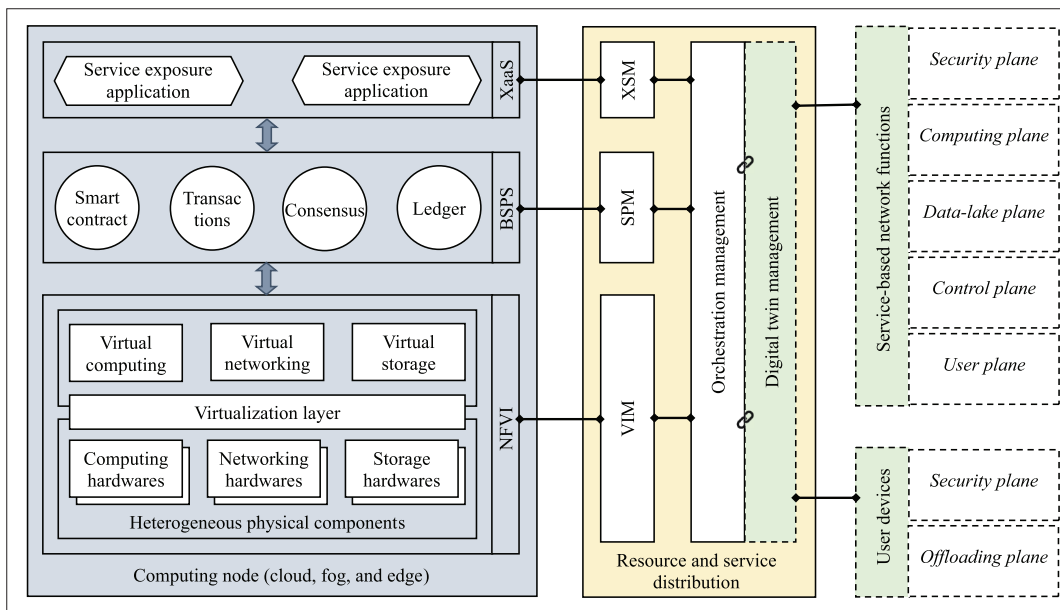 Service exposure
application
Service exposure
application
XaaS
Smart
contract
Transac
tions
Consensus
Ledger
BSPS
Virtual
computing
Virtual
networking
Virtual
storage
Virtualization layer
Computing
hardwares
Networking
hardwares
Storage
hardwares
Heterogeneous physical components
NFVI
Computing node (cloud, fog, and edge)
XSM
SPM
VIM
Orchestration management
Digital twin management
Resource and service
distribution
Service-based network functions
Security plane
Computing plane
Data-lake plane
Control plane
User plane
User devices
Security plane
Offloading plane